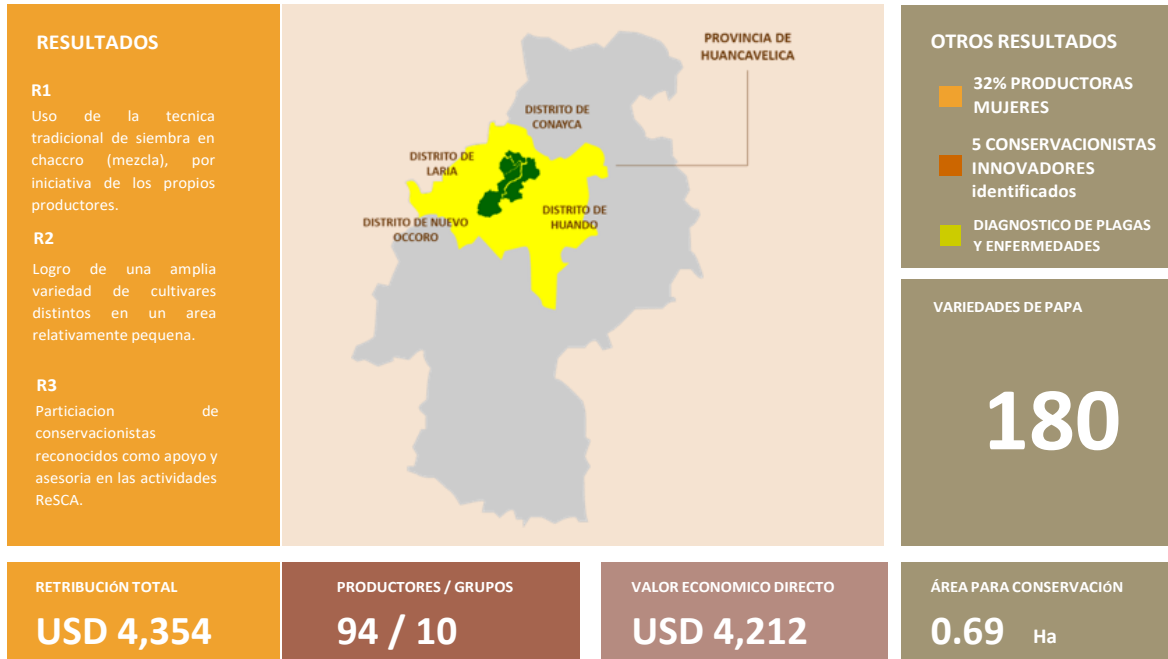 RESULTADOS
R1
Uso de la tecnica
tradicional de siembra en
chaccro (mezcla), por
iniciativa de los propios
productores.
R2
Logro de una amplia
variedad de cultivares
distintos en un area
relativamente pequena.
R3
Particiacion de
conservacionistas
reconocidos como apoyo y
asesoria en las actividades
ReSCA.
PROVINCIA DE
HUANCAVELICA
DISTRITO DE
CONAYCA
DISTRITO DE
LARIA
DISTRITO DE NUEVO
OCCORO
DISTRITO DE
HUANDO
OTROS RESULTADOS
32% PRODUCTORAS
MUJERES
5 CONSERVACIONISTAS
INNOVADORES
identificados
DIAGNOSTICO DE PLAGAS
Y ENFERMEDADES
VARIEDADES DE PAPA
180
RETRIBUCIóN TOTAL
USD 4,354
PRODUCTORES / GRUPOS
94 / 10
VALOR ECONOMICO DIRECTO
USD 4,212
ÁREA PARA CONSERVACIóN
0.69 Ha